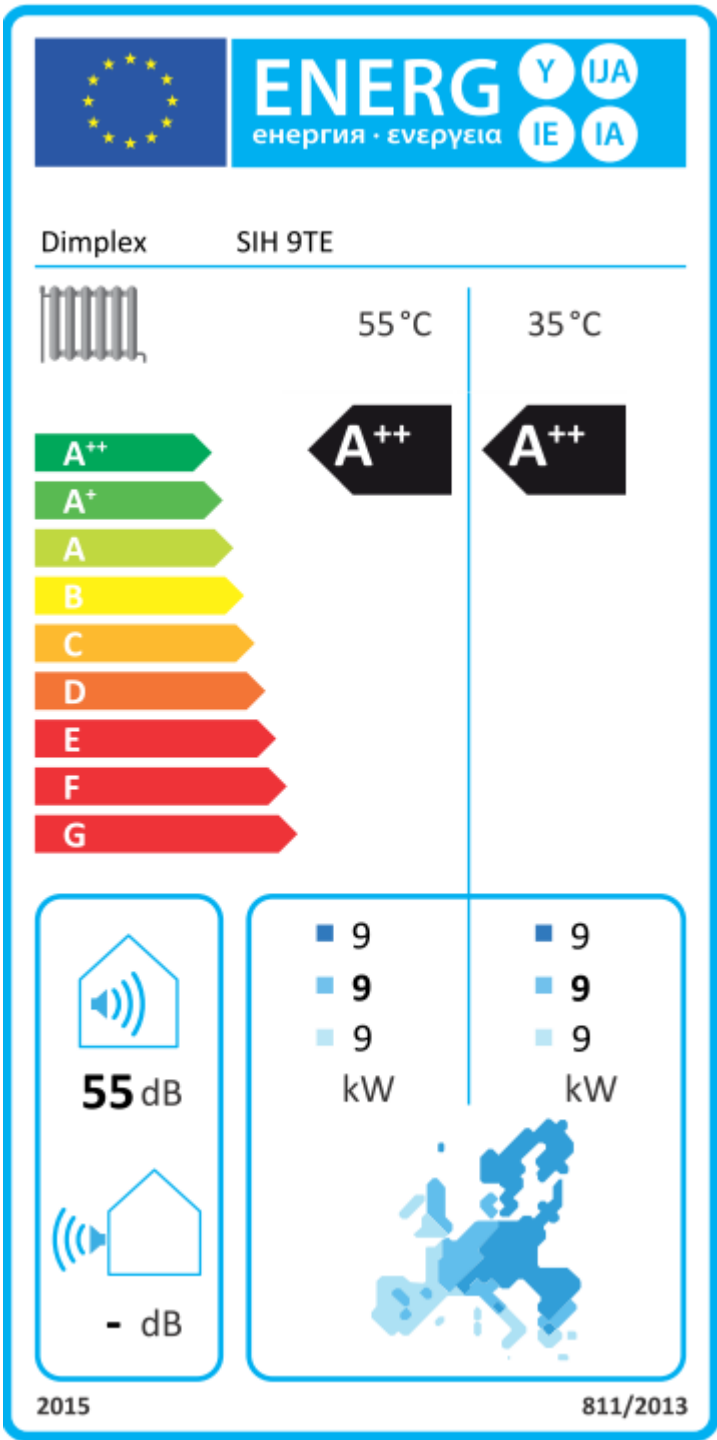 ENERG Y IJA
енергия · ενεργεια IE IA
Dimplex SIH 9TE
55 °C 35 °C
A++ A++
A++
A+
A
B
C
D
E
F
G
9 9
9 9
9 9
kW kW
55 dB
- dB
2015 811/2013